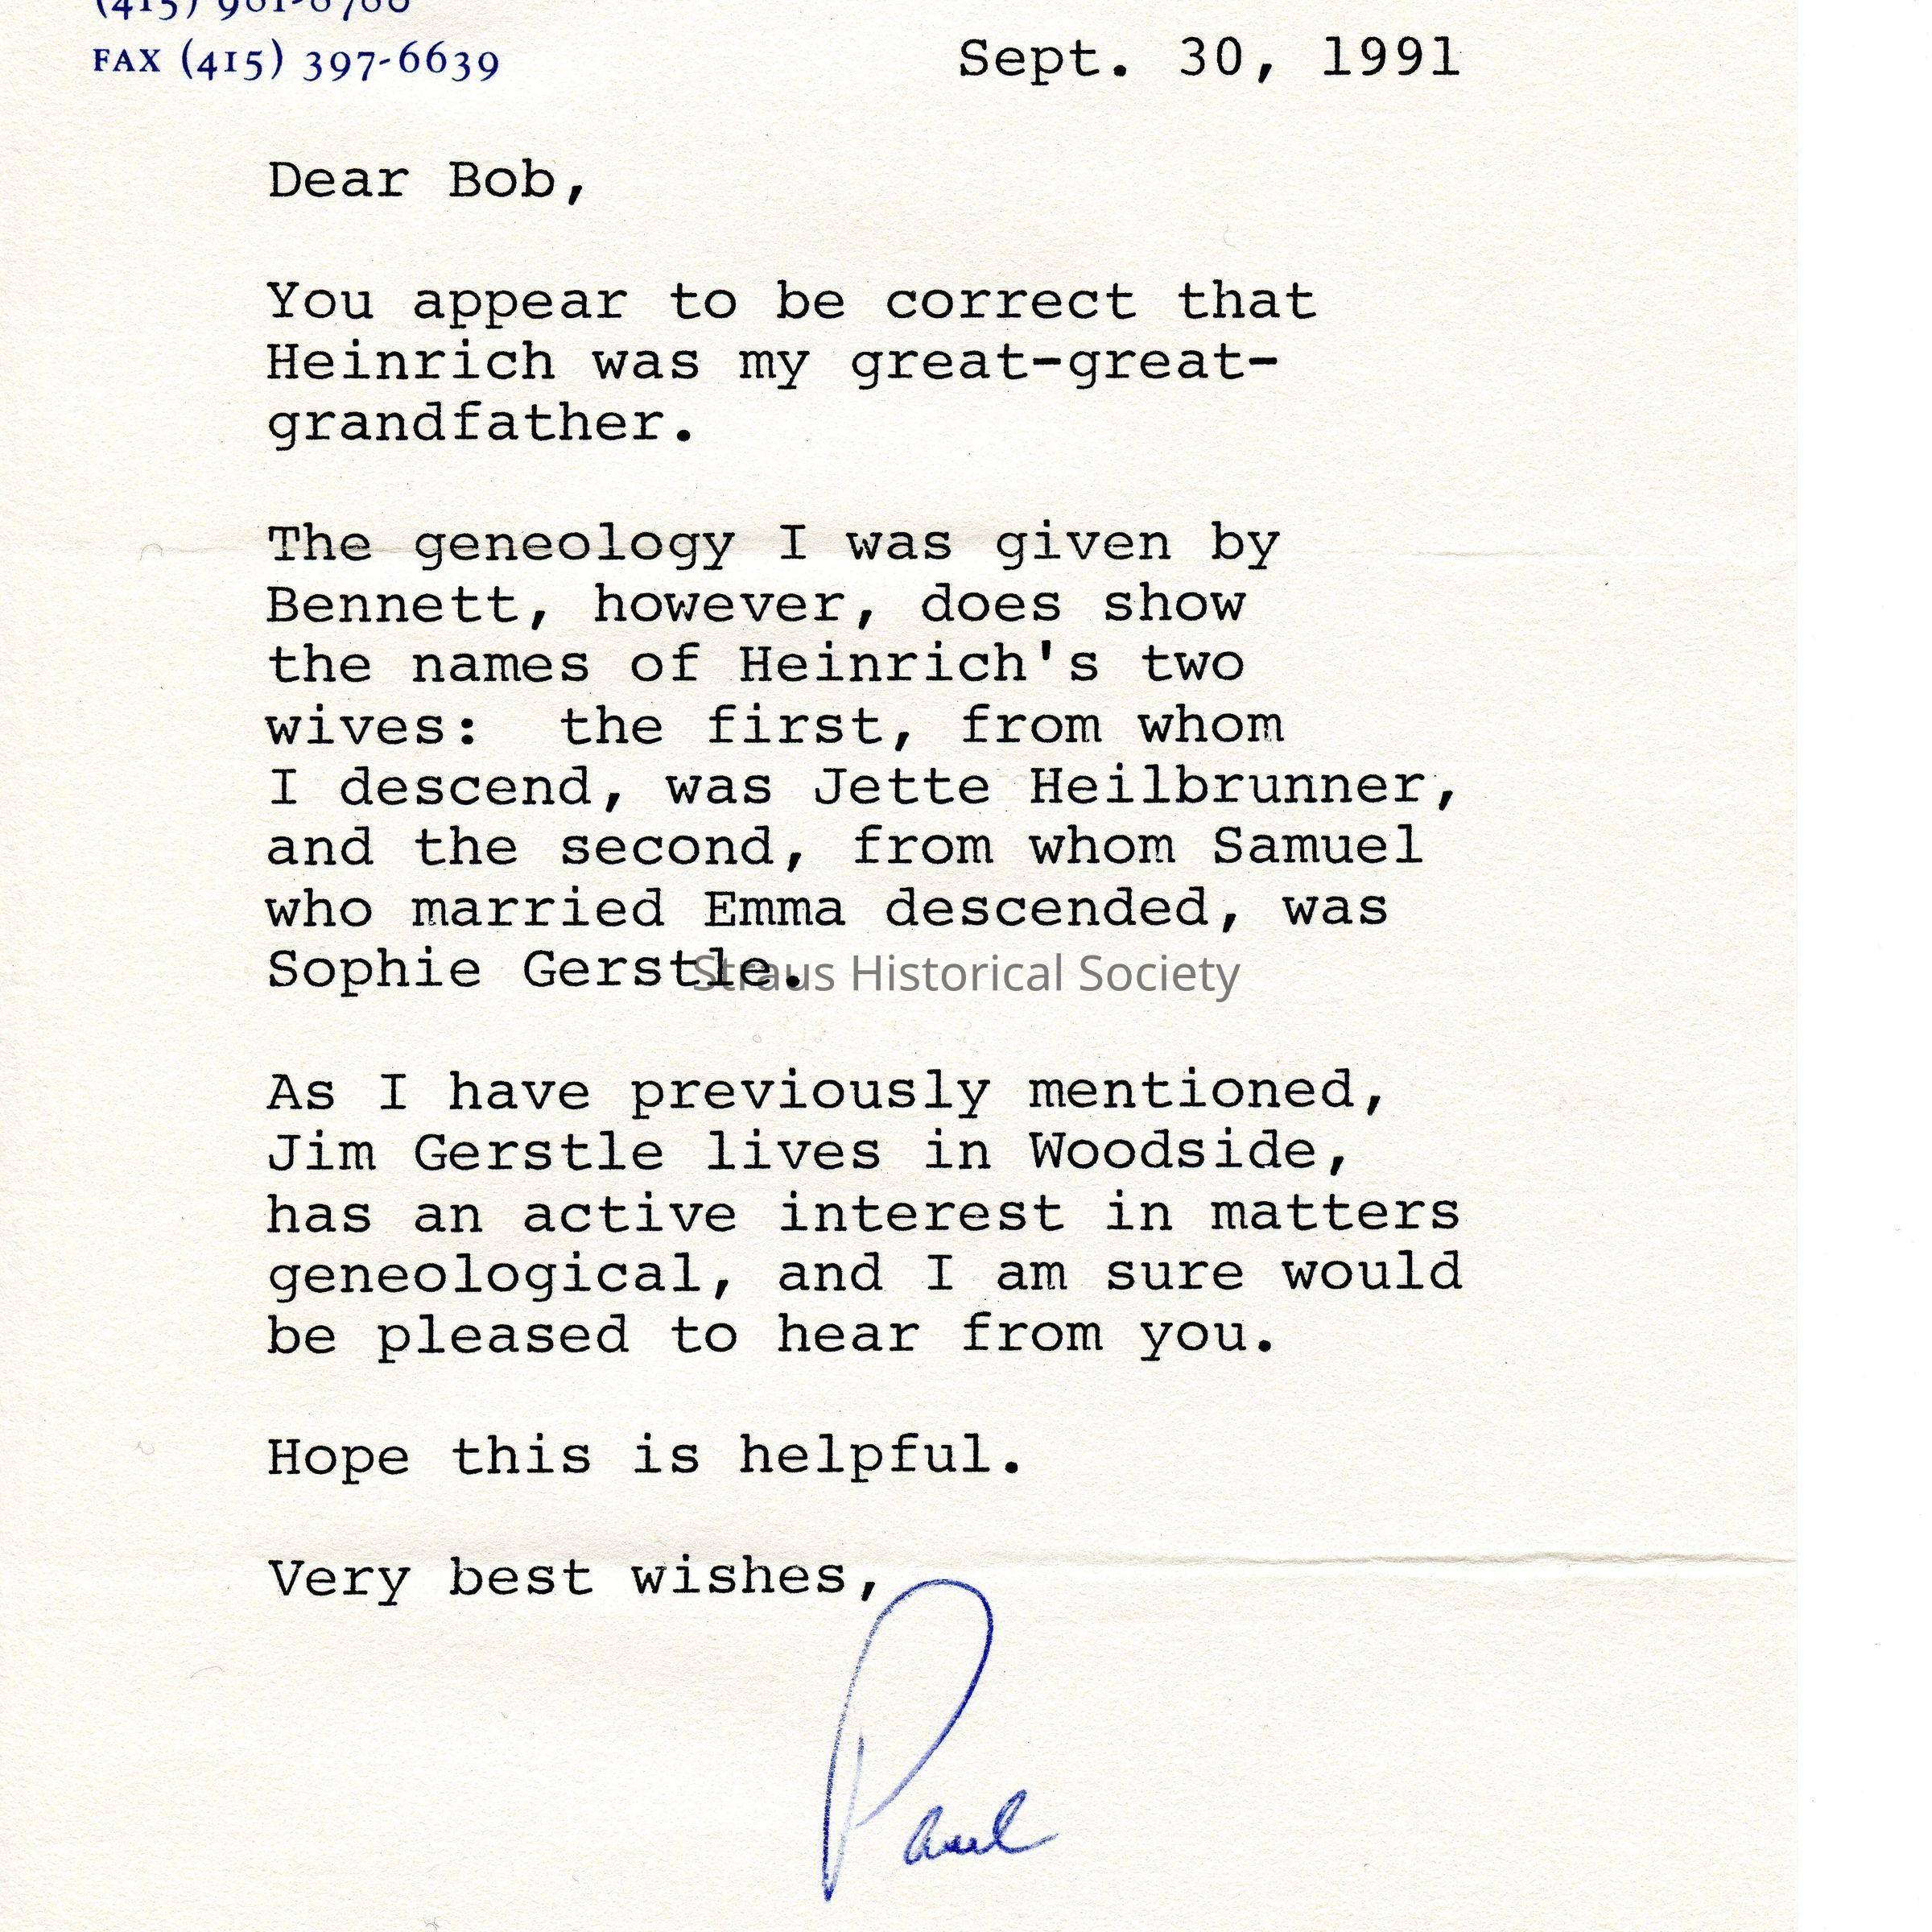 FAX (415) 397-6639
Sept. 30, 1991
Dear Bob,
You appear to be correct that
Heinrich was my great-great-
grandfather.
The geneology I was given by
Bennett, however, does show
the names of Heinrich's two
wives:  the first, from whom
I descend, was Jette Heilbrunner,
and the second, from whom Samuel
who married Emma descended, was
Sophie Gerstle.
Straus Historical Society
As I have previously mentioned,
Jim Gerstle lives in Woodside,
has an active interest in matters
geneological, and I am sure would
be pleased to hear from you.
Hope this is helpful.
Very best wishes,
Paul